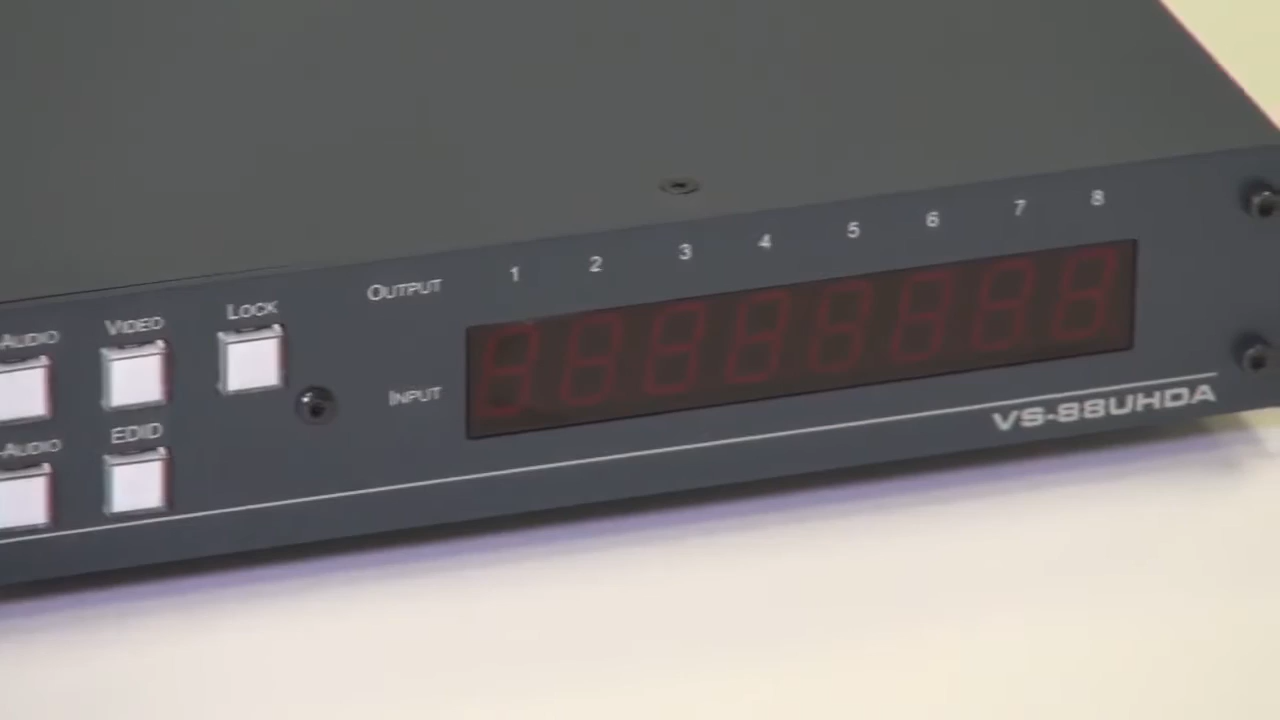 OUTPUT 1 2 3 4 5 6 7 8
AUDIO VIDEO LOCK
INPUT
-AUDIO EDID
VS-88UHDA